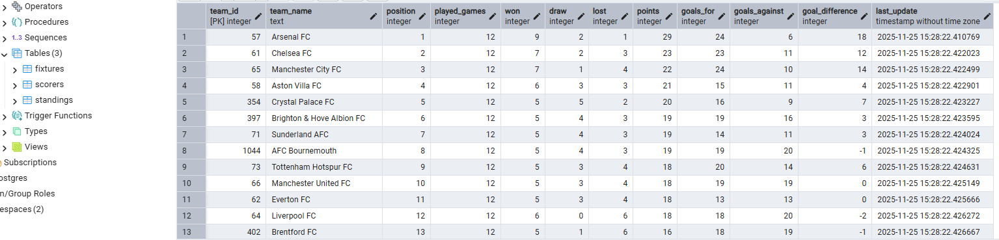 Operators
Procedures
1..3 Sequences
Tables (3)
fixtures
scorers
standings
Trigger Functions
Types
Views
Subscriptions
ostgres
n/Group Roles
espaces (2)
team_id team_name position played_games won draw lost points goals_for goals_against goal_difference last_update
[PK] integer text integer integer integer integer integer integer integer integer integer timestamp without time zone
1 57 Arsenal FC 1 12 9 2 1 29 24 6 18 2025-11-25 15:28:22.410769
2 61 Chelsea FC 2 12 7 2 3 23 23 11 12 2025-11-25 15:28:22.422023
3 65 Manchester City FC 3 12 7 1 4 22 24 10 14 2025-11-25 15:28:22.422499
4 58 Aston Villa FC 4 12 6 3 3 21 15 11 4 2025-11-25 15:28:22.422901
5 354 Crystal Palace FC 5 12 5 5 2 20 16 9 7 2025-11-25 15:28:22.423227
6 397 Brighton & Hove Albion FC 6 12 5 4 3 19 19 16 3 2025-11-25 15:28:22.423595
7 71 Sunderland AFC 7 12 5 4 3 19 14 11 3 2025-11-25 15:28:22.424024
8 1044 AFC Bournemouth 8 12 5 4 3 19 19 20 -1 2025-11-25 15:28:22.424325
9 73 Tottenham Hotspur FC 9 12 5 3 4 18 20 14 6 2025-11-25 15:28:22.424631
10 66 Manchester United FC 10 12 5 3 4 18 19 19 0 2025-11-25 15:28:22.425149
11 62 Everton FC 11 12 5 3 4 18 13 13 0 2025-11-25 15:28:22.425666
12 64 Liverpool FC 12 12 6 0 6 18 18 20 -2 2025-11-25 15:28:22.426272
13 402 Brentford FC 13 12 5 1 6 16 18 19 -1 2025-11-25 15:28:22.426667